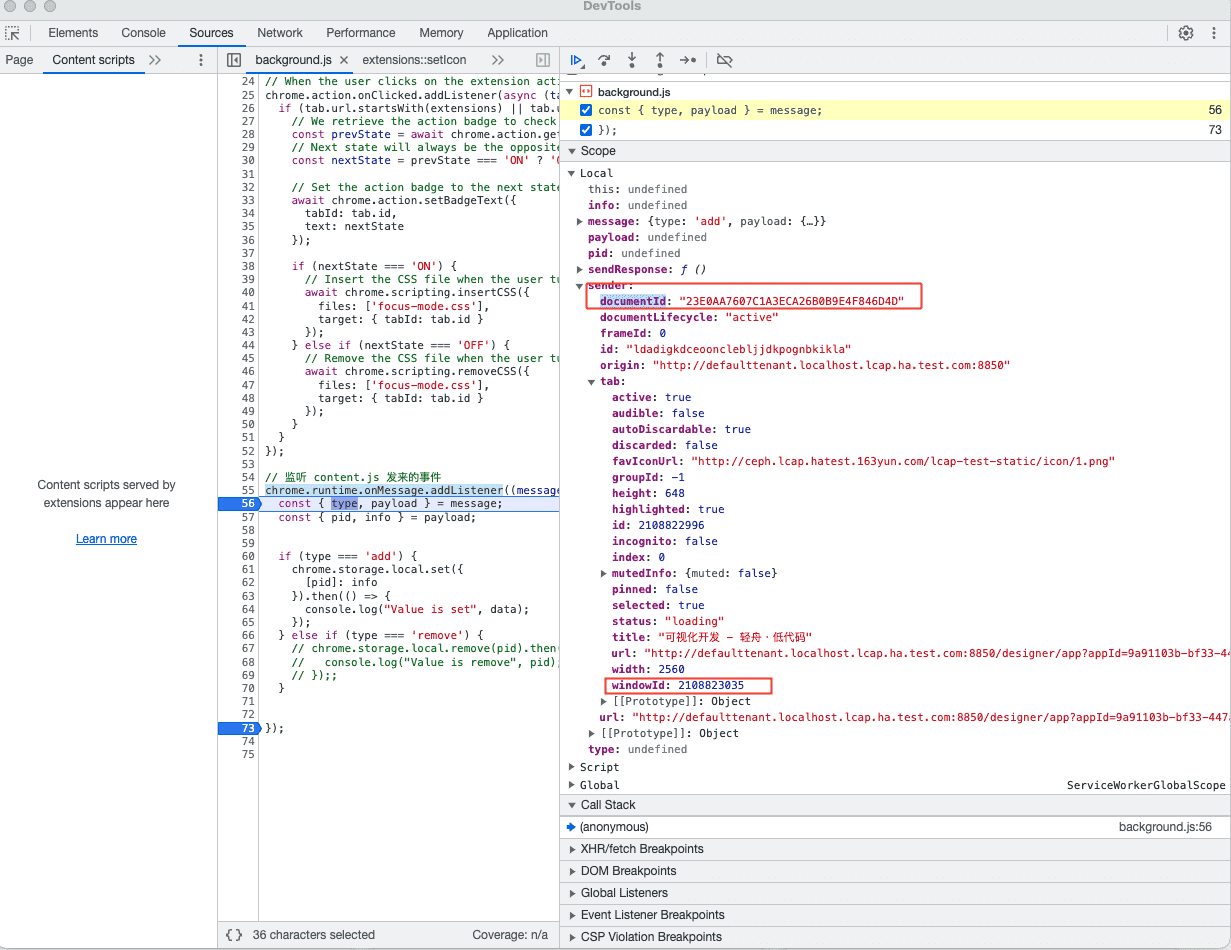 DevTools
Elements Console Sources Network Performance Memory Application
Page Content scripts
background.js extensions::setIcon
Content scripts served by
extensions appear here
Learn more
24 // When the user clicks on the extension acti
25 chrome.action.onClicked.addListener(async (ta
26 if (tab.url.startsWith(extensions) || tab.u
27 // We retrieve the action badge to check
28 const prevState = await chrome.action.get
29 // Next state will always be the opposite
30 const nextState = prevState === 'ON' ? 'O
31
32 // Set the action badge to the next state
33 await chrome.action.setBadgeText({
34 tabId: tab.id,
35 text: nextState
36 });
37
38 if (nextState === 'ON') {
39 // Insert the CSS file when the user tu
40 await chrome.scripting.insertCSS({
41 files: ['focus-mode.css'],
42 target: { tabId: tab.id }
43 });
44 } else if (nextState === 'OFF') {
45 // Remove the CSS file when the user tu
46 await chrome.scripting.removeCSS({
47 files: ['focus-mode.css'],
48 target: { tabId: tab.id }
49 });
50 }
51 }
52 });
53
54 // 监听 content.js 发来的事件
55 chrome.runtime.onMessage.addListener((message
56 const { type, payload } = message;
57 const { pid, info } = payload;
58
59
60 if (type === 'add') {
61 chrome.storage.local.set({
62 [pid]: info
63 }).then(() => {
64 console.log("Value is set", data);
65 });
66 } else if (type === 'remove') {
67 // chrome.storage.local.remove(pid).then(
68 // console.log("Value is remove", pid);
69 // });;
70 }
71
72
73 });
74
75
{} 36 characters selected Coverage: n/a
background.js
const { type, payload } = message; 56
}); 73
Scope
Local
this: undefined
info: undefined
message: {type: 'add', payload: {…}}
payload: undefined
pid: undefined
sendResponse: ƒ ()
sender:
documentId: "23E0AA7607C1A3ECA26B0B9E4F846D4D"
documentLifecycle: "active"
frameId: 0
id: "ldadigkdceoonclebljjdkpognbkikla"
origin: "http://defaulttenant.localhost.lcap.ha.test.com:8850"
tab:
active: true
audible: false
autoDiscardable: true
discarded: false
favIconUrl: "http://ceph.lcap.hatest.163yun.com/lcap-test-static/icon/1.png"
groupId: -1
height: 648
highlighted: true
id: 2108822996
incognito: false
index: 0
mutedInfo: {muted: false}
pinned: false
selected: true
status: "loading"
title: "可视化开发 – 轻舟·低代码"
url: "http://defaulttenant.localhost.lcap.ha.test.com:8850/designer/app?appId=9a91103b-bf33-44
width: 2560
windowId: 2108823035
[[Prototype]]: Object
url: "http://defaulttenant.localhost.lcap.ha.test.com:8850/designer/app?appId=9a91103b-bf33-447
[[Prototype]]: Object
type: undefined
Script
Global ServiceWorkerGlobalScope
Call Stack
(anonymous) background.js:56
XHR/fetch Breakpoints
DOM Breakpoints
Global Listeners
Event Listener Breakpoints
CSP Violation Breakpoints